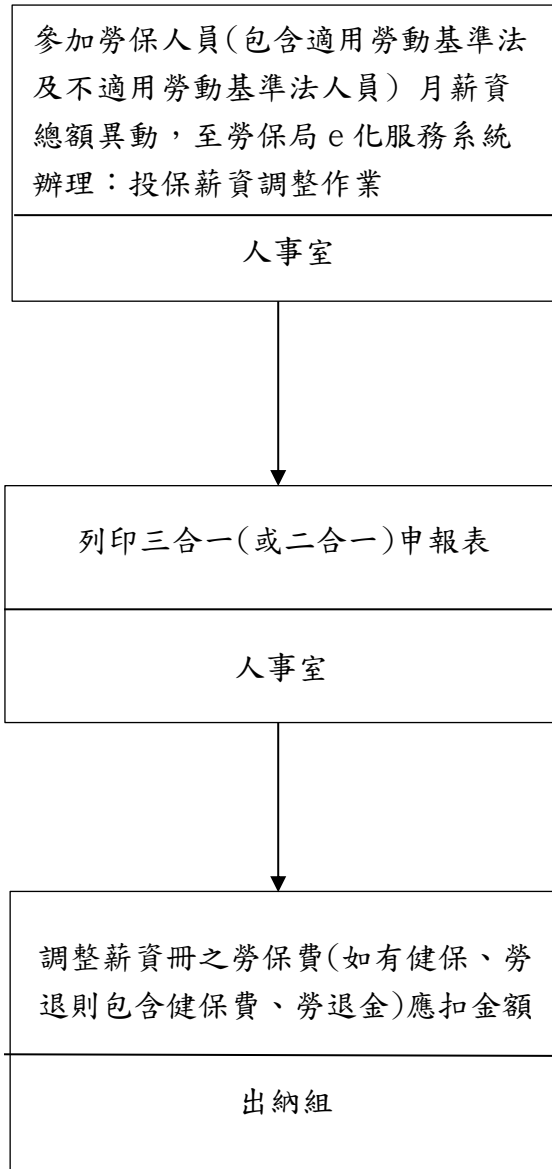 參加勞保人員(包含適用勞動基準法
及不適用勞動基準法人員) 月薪資
總額異動，至勞保局 e 化服務系統
辦理：投保薪資調整作業
人事室
列印三合一(或二合一)申報表
人事室
調整薪資冊之勞保費(如有健保、勞
退則包含健保費、勞退金)應扣金額
出納組